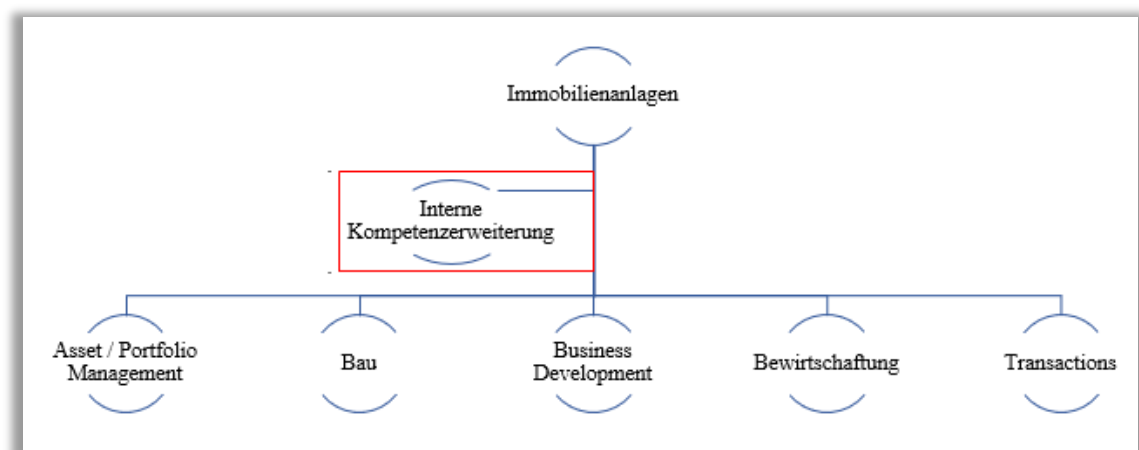 Immobilienanlagen
Interne
Kompetenzerweiterung
Asset / Portfolio
Management
Bau
Business
Development
Bewirtschaftung
Transactions